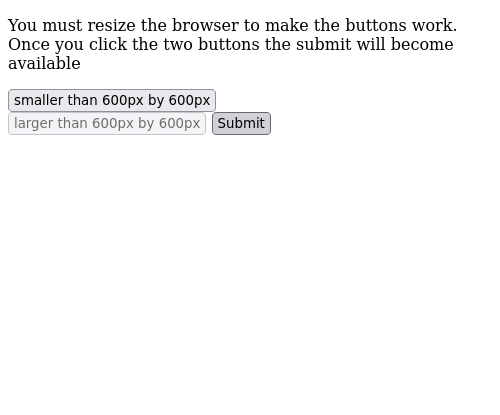 You must resize the browser to make the buttons work.
Once you click the two buttons the submit will become
available
smaller than 600px by 600px
larger than 600px by 600px Submit